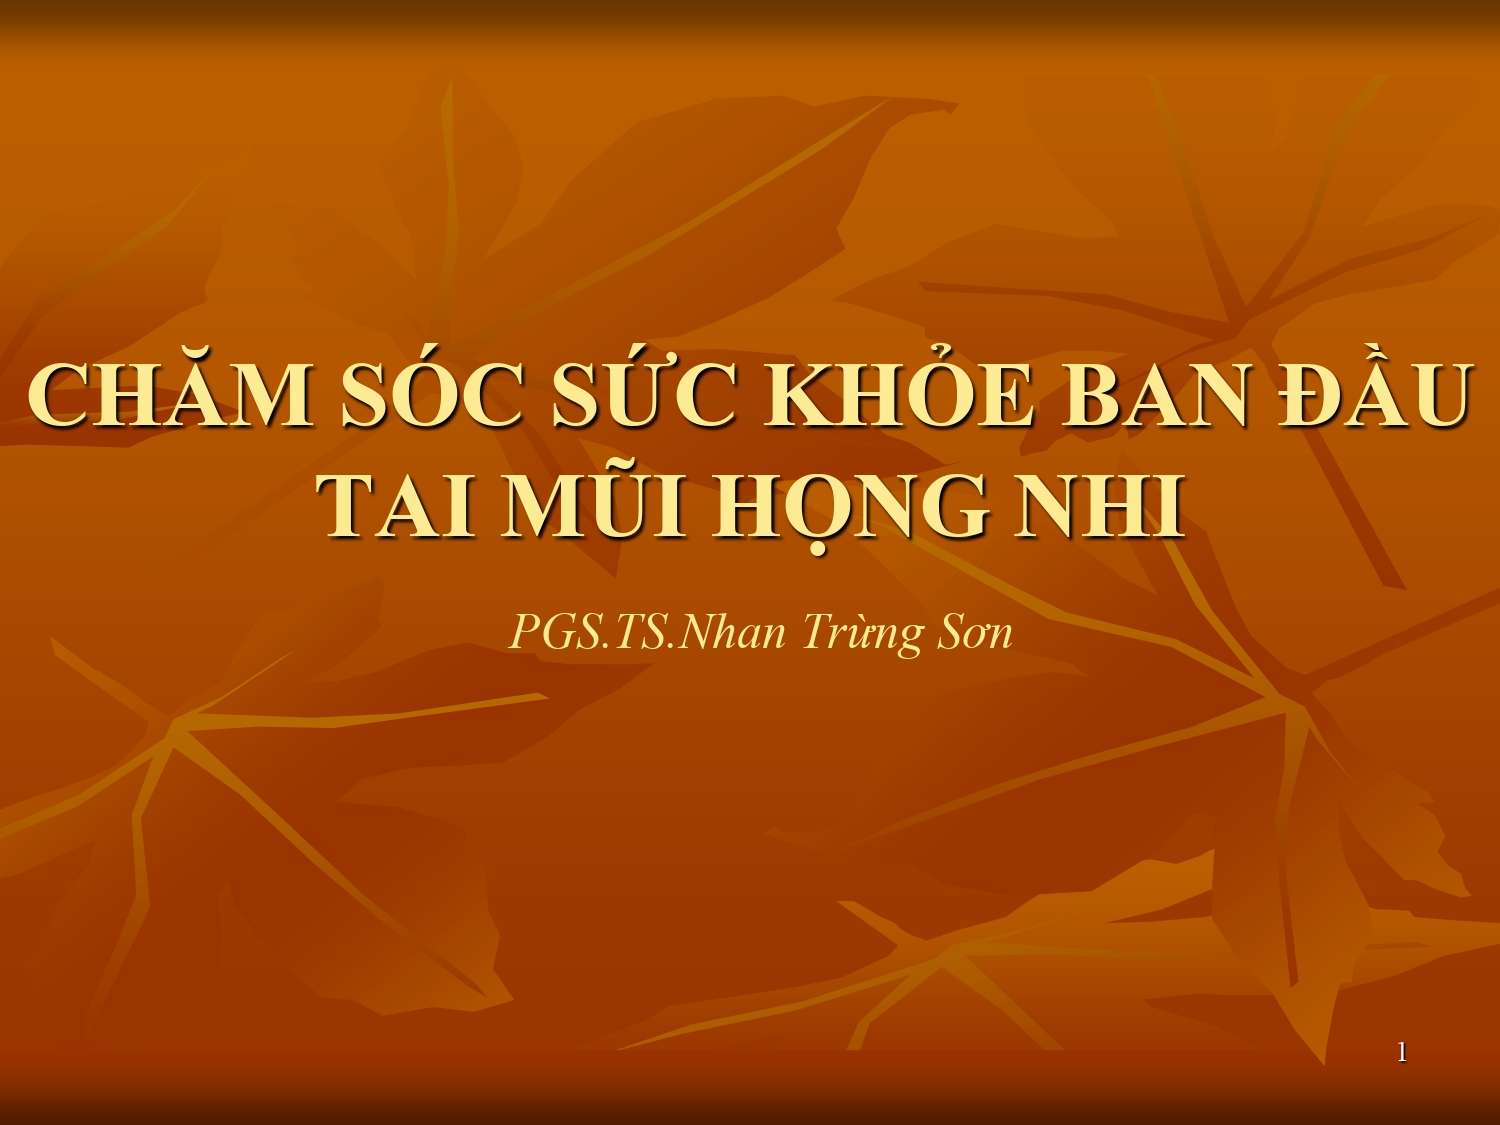 CHĂM SÓC SỨC KHỎE BAN ĐẦU
TAI MŨI HỌNG NHI
PGS.TS.Nhan Trừng Sơn
1